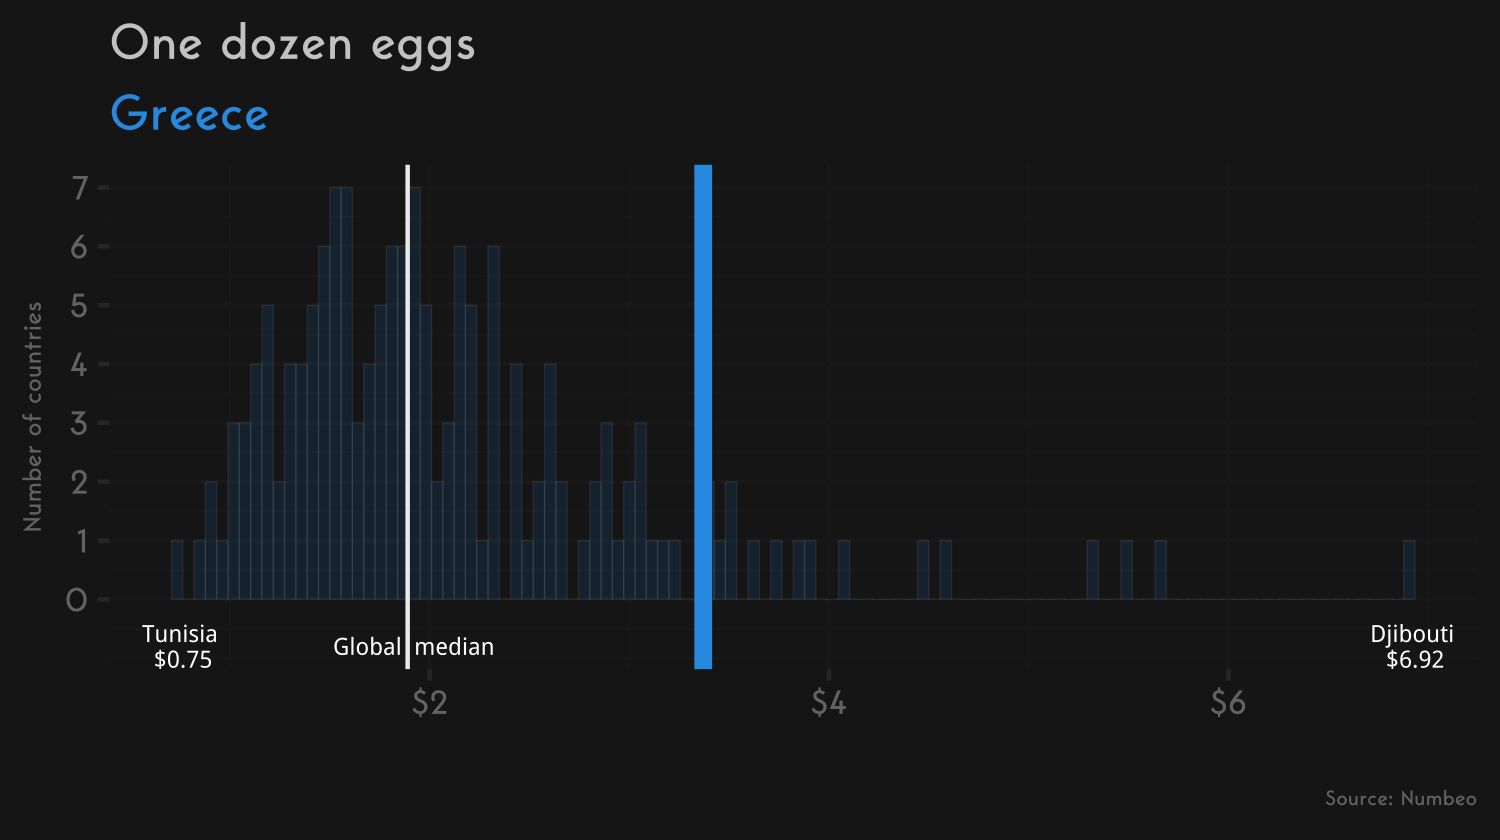 One dozen eggs
Greece
Number of countries
7
6
5
4
3
2
1
0
Tunisia
$0.75
Global median
Djibouti
$6.92
$2
$4
$6
Source: Numbeo